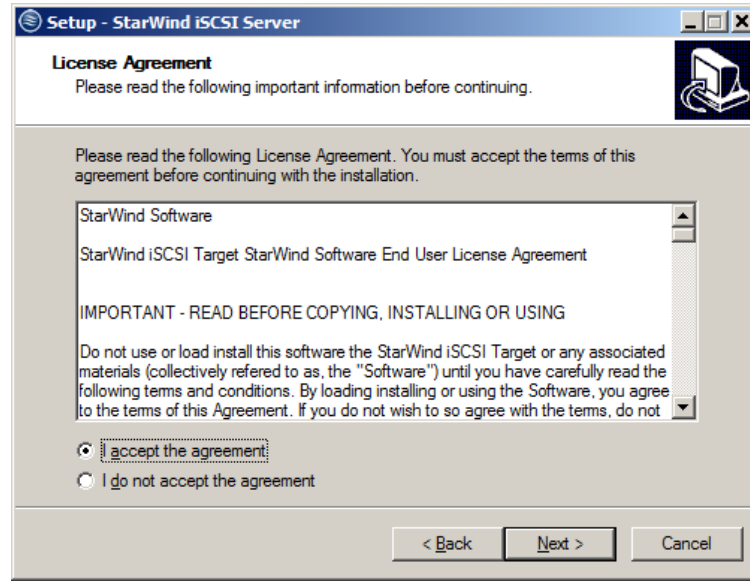 Setup - StarWind iSCSI Server
License Agreement
Please read the following important information before continuing.
Please read the following License Agreement. You must accept the terms of this
agreement before continuing with the installation.
StarWind Software
StarWind iSCSI Target StarWind Software End User License Agreement
IMPORTANT - READ BEFORE COPYING, INSTALLING OR USING
Do not use or load install this software the StarWind iSCSI Target or any associated
materials (collectively refered to as, the "Software") until you have carefully read the
following terms and conditions. By loading installing or using the Software, you agree
to the terms of this Agreement. If you do not wish to so agree with the terms, do not
I accept the agreement
I do not accept the agreement
< Back Next > Cancel